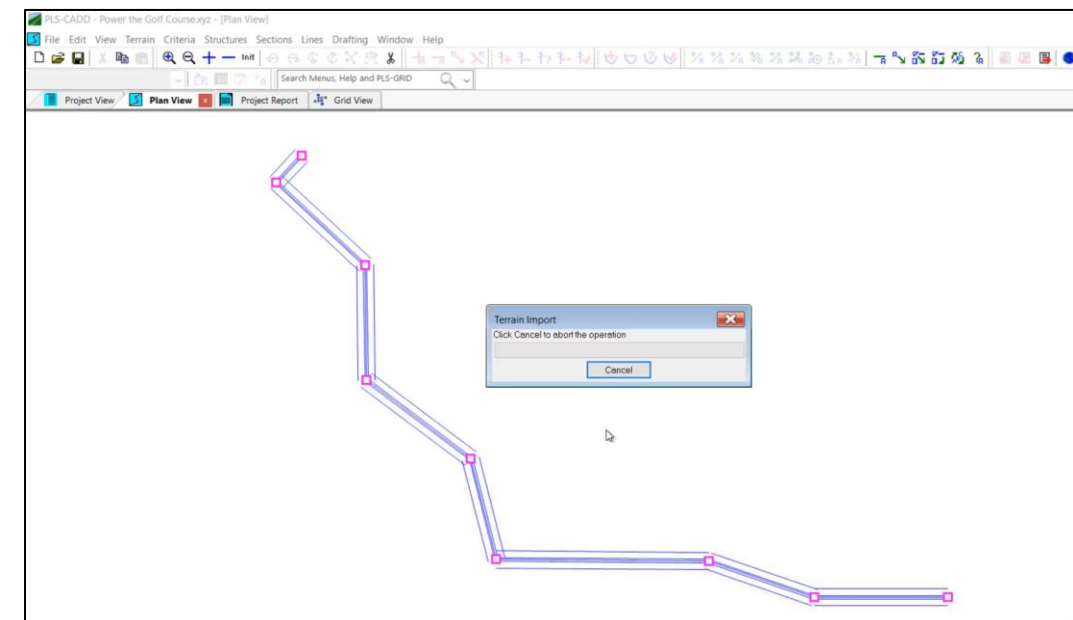 PLS-CADD - Power the Golf Course.xyz - [Plan View]
File Edit View Terrain Criteria Structures Sections Lines Drafting Window Help
Init
Search Menus, Help and PLS-GRID
Project View Plan View Project Report Grid View
Terrain Import
Click Cancel to abort the operation
Cancel